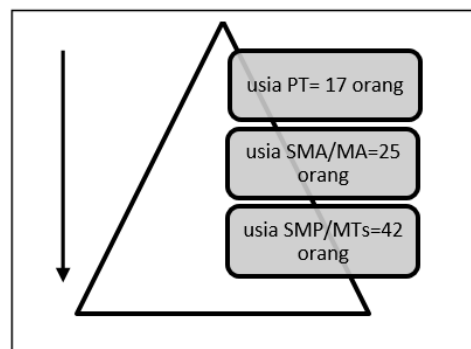 usia PT= 17 orang
usia SMA/MA=25
orang
usia SMP/MTs=42
orang